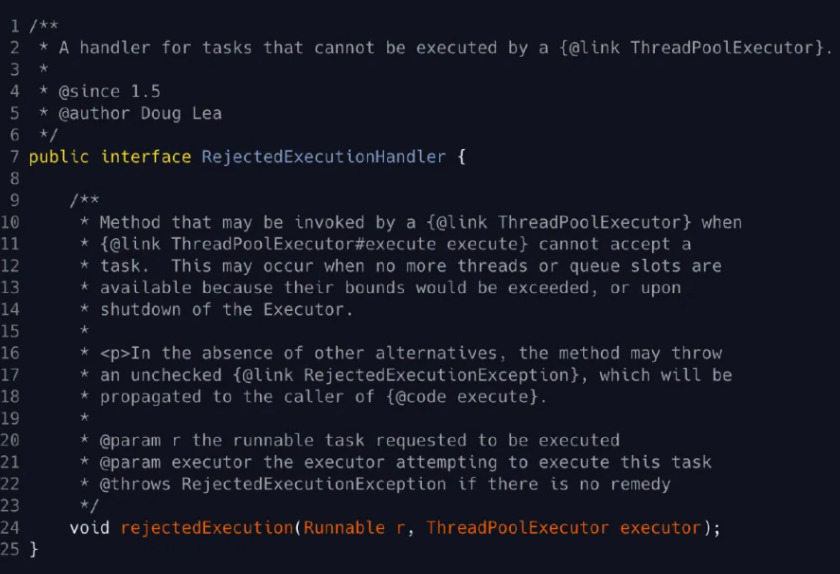 1 /**
2  * A handler for tasks that cannot be executed by a {@link ThreadPoolExecutor}.
3  *
4  * @since 1.5
5  * @author Doug Lea
6  */
7 public interface RejectedExecutionHandler {
8
9     /**
10      * Method that may be invoked by a {@link ThreadPoolExecutor} when
11      * {@link ThreadPoolExecutor#execute execute} cannot accept a
12      * task.  This may occur when no more threads or queue slots are
13      * available because their bounds would be exceeded, or upon
14      * shutdown of the Executor.
15      *
16      * <p>In the absence of other alternatives, the method may throw
17      * an unchecked {@link RejectedExecutionException}, which will be
18      * propagated to the caller of {@code execute}.
19      *
20      * @param r the runnable task requested to be executed
21      * @param executor the executor attempting to execute this task
22      * @throws RejectedExecutionException if there is no remedy
23      */
24     void rejectedExecution(Runnable r, ThreadPoolExecutor executor);
25 }